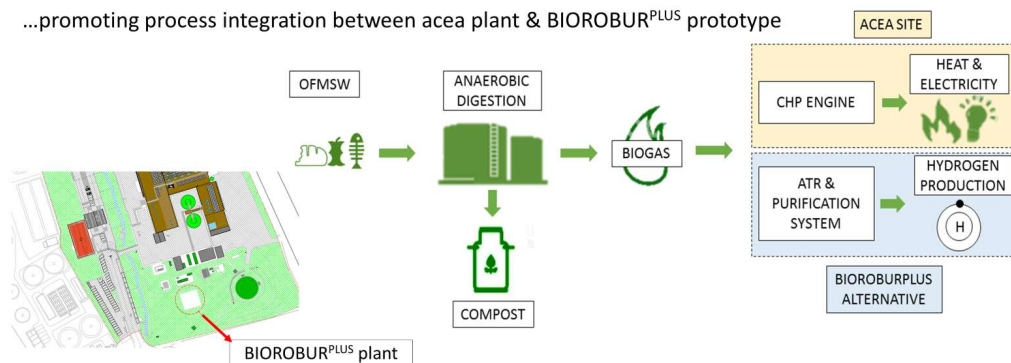 ...promoting process integration between acea plant & BIOROBURPLUS prototype
ACEA SITE
OFMSW
ANAEROBIC
DIGESTION
HEAT &
ELECTRICITY
CHP ENGINE
BIOGAS
HYDROGEN
PRODUCTION
ATR &
PURIFICATION
SYSTEM
H
BIOROBURPLUS
ALTERNATIVE
COMPOST
BIOROBURPLUS plant